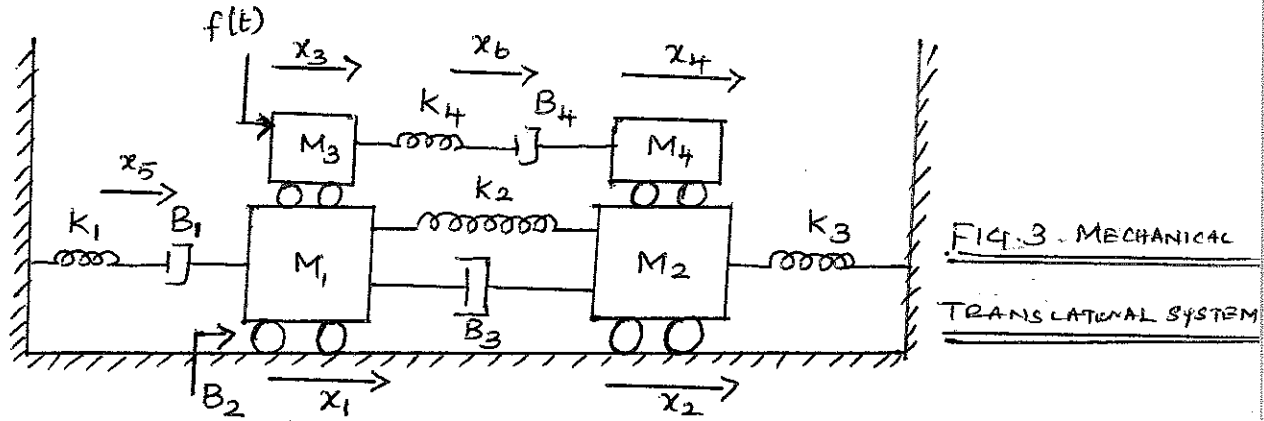 f(t)
x3
x6
x4
K4
B4
M3
M4
x5
K1
B1
K2
K3
M1
M2
B3
B2
x1
x2
FIG.3 - MECHANICAL
TRANSLATIONAL SYSTEM